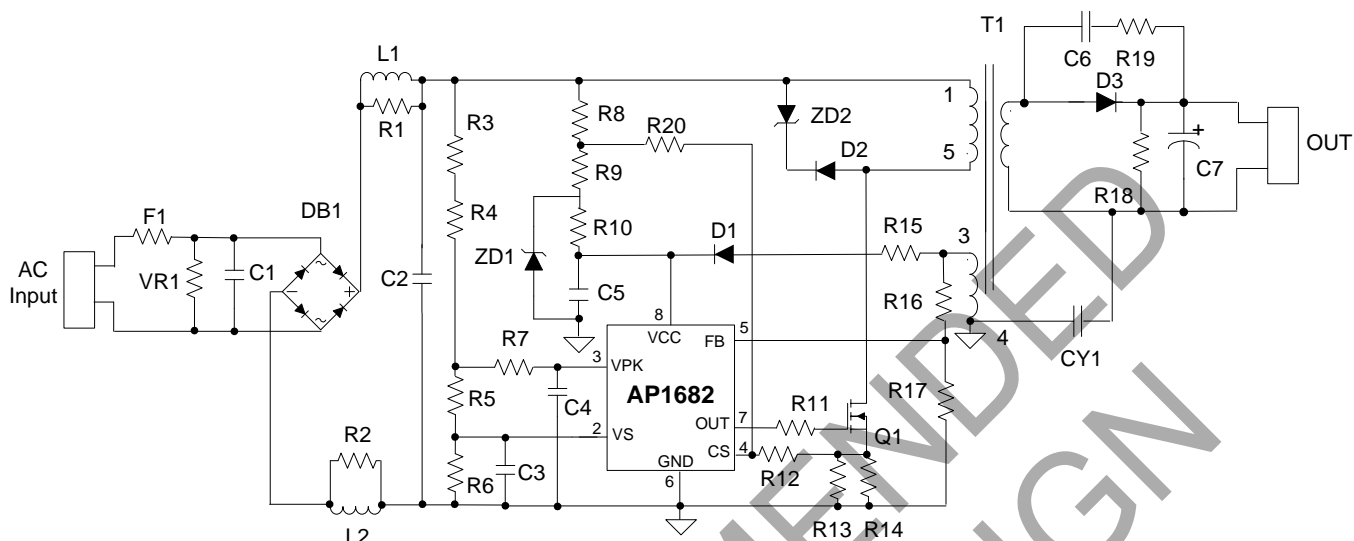 T1
L1
C6
R19
D3
R1
1
R8
R3
ZD2
R20
5
OUT
D2
R9
C7
R4
DB1
R18
F1
R10
D1
R15
3
AC
Input
VR1
C1
ZD1
C2
C5
R16
8
5
4
CY1
R7
VCC
FB
3
VPK
AP1682
R17
R5
C4
R11
7
OUT
Q1
2
VS
4
CS
R2
C3
GND
R12
R6
6
R13
R14
L2
+
−
~
~
+
MENDED
IGN